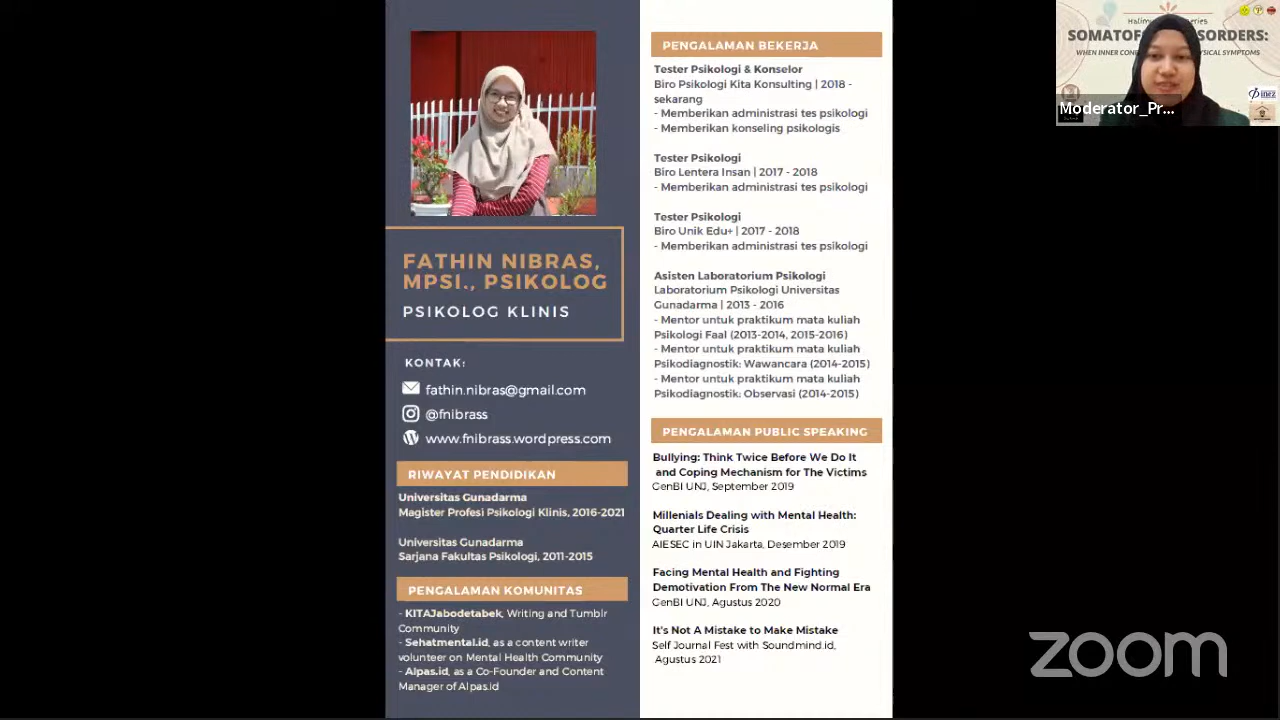 FATHIN NIBRAS,
MPSI., PSIKOLOG
PSIKOLOG KLINIS
KONTAK:
fathin.nibras@gmail.com
@fnibrass
www.fnibrass.wordpress.com
RIWAYAT PENDIDIKAN
Universitas Gunadarma
Magister Profesi Psikologi Klinis, 2016-2021
Universitas Gunadarma
Sarjana Fakultas Psikologi, 2011-2015
PENGALAMAN KOMUNITAS
- KITAJabodetabek, Writing and Tumblr
Community
- Sehatmental.id, as a content writer
volunteer on Mental Health Community
- Alpas.id, as a Co-Founder and Content
Manager of Alpas.id
PENGALAMAN BEKERJA
Tester Psikologi & Konselor
Biro Psikologi Kita Konsulting | 2018 -
sekarang
- Memberikan administrasi tes psikologi
- Memberikan konseling psikologis
Tester Psikologi
Biro Lentera Insan | 2017 - 2018
- Memberikan administrasi tes psikologi
Tester Psikologi
Biro Unik Edu+ | 2017 - 2018
- Memberikan administrasi tes psikologi
Asisten Laboratorium Psikologi
Laboratorium Psikologi Universitas
Gunadarma | 2013 - 2016
- Mentor untuk praktikum mata kuliah
Psikologi Faal (2013-2014, 2015-2016)
- Mentor untuk praktikum mata kuliah
Psikodiagnostik: Wawancara (2014-2015)
- Mentor untuk praktikum mata kuliah
Psikodiagnostik: Observasi (2014-2015)
PENGALAMAN PUBLIC SPEAKING
Bullying: Think Twice Before We Do It
and Coping Mechanism for The Victims
GenBI UNJ, September 2019
Millenials Dealing with Mental Health:
Quarter Life Crisis
AIESEC in UIN Jakarta, Desember 2019
Facing Mental Health and Fighting
Demotivation From The New Normal Era
GenBI UNJ, Agustus 2020
It's Not A Mistake to Make Mistake
Self Journal Fest with Soundmind.id,
Agustus 2021
Moderator_Pr...
zoom